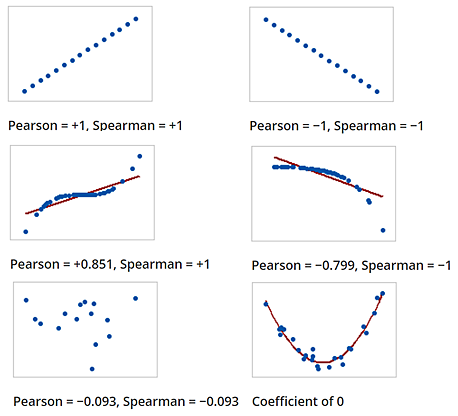 Pearson = +1, Spearman = +1
Pearson = −1, Spearman = −1
Pearson = +0.851, Spearman = +1
Pearson = −0.799, Spearman = −1
Pearson = −0.093, Spearman = −0.093
Coefficient of 0